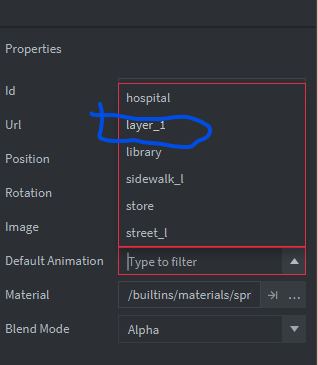 Properties
Id
hospital
Url
layer_1
library
Position
sidewalk_l
Rotation
store
Image
street_l
Default Animation Type to filter
Material /builtins/materials/spr ...
Blend Mode Alpha